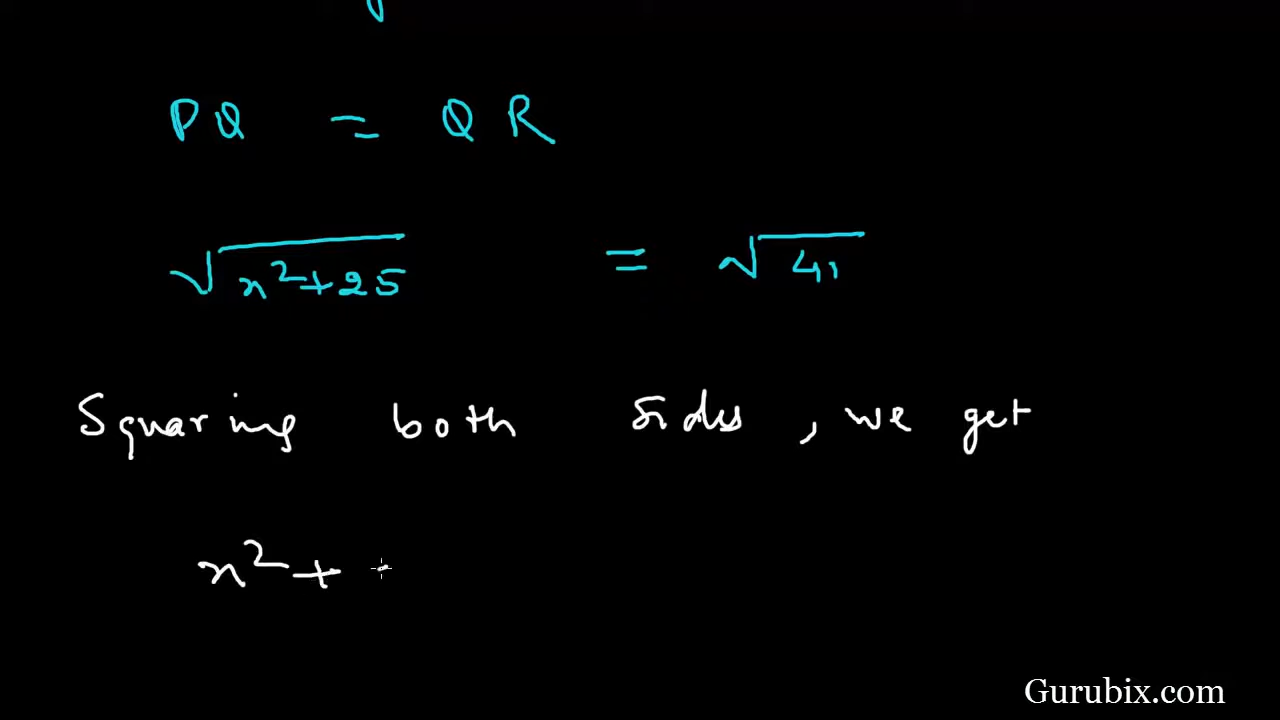 PQ = QR
√x²+25 = √41
Squaring both sides, we get
x²+
Gurubix.com